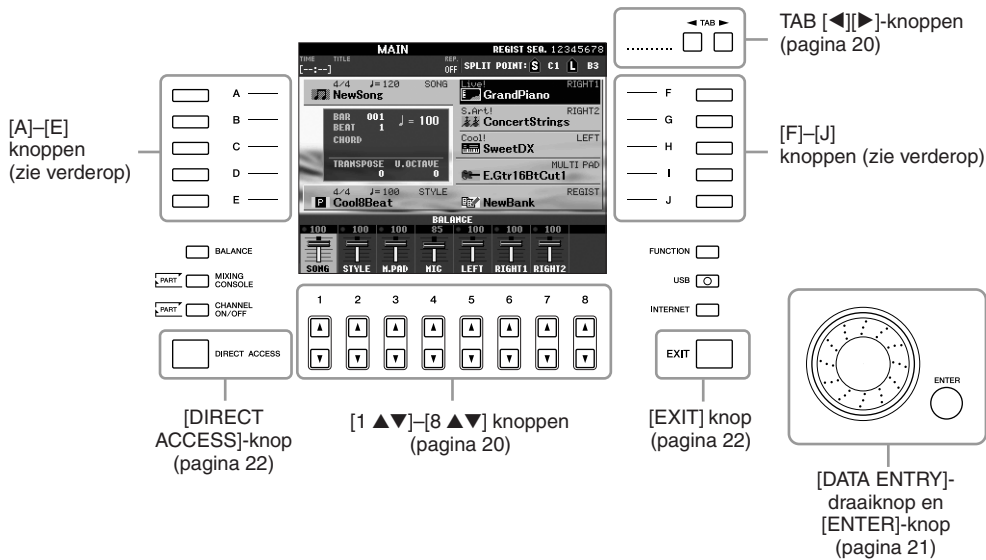 TAB [◀][▶]-knoppen
(pagina 20)
◄ TAB ►
MAIN
REGIST SEQ. 12345678
TIME TITLE REP.
[--:--] OFF
SPLIT POINT: S C1 L B3
4/4 ♩=120 SONG
NewSong
Live! RIGHT1
GrandPiano
S.Art! RIGHT2
ConcertStrings
BAR 001
BEAT 1
♩ = 100
CHORD
Cool! LEFT
SweetDX
TRANSPOSE U.OCTAVE
0 0
MULTI PAD
E.Gtr16BtCut1
4/4 ♩=100 STYLE
P Cool8Beat
REGIST
NewBank
BALANCE
100 100 100 85 100 100 100
SONG STYLE M.PAD MIC LEFT RIGHT1 RIGHT2
[A]–[E]
knoppen
(zie verderop)
A
B
C
D
E
F
G
H
I
J
[F]–[J]
knoppen (zie verderop)
BALANCE
PART MIXING
CONSOLE
PART CHANNEL
ON/OFF
DIRECT ACCESS
1 2 3 4 5 6 7 8
FUNCTION
USB
INTERNET
EXIT
ENTER
[DIRECT
ACCESS]-knop
(pagina 22)
[1 ▲▼]–[8 ▲▼] knoppen
(pagina 20)
[EXIT] knop
(pagina 22)
[DATA ENTRY]-
draaiknop en
[ENTER]-knop
(pagina 21)